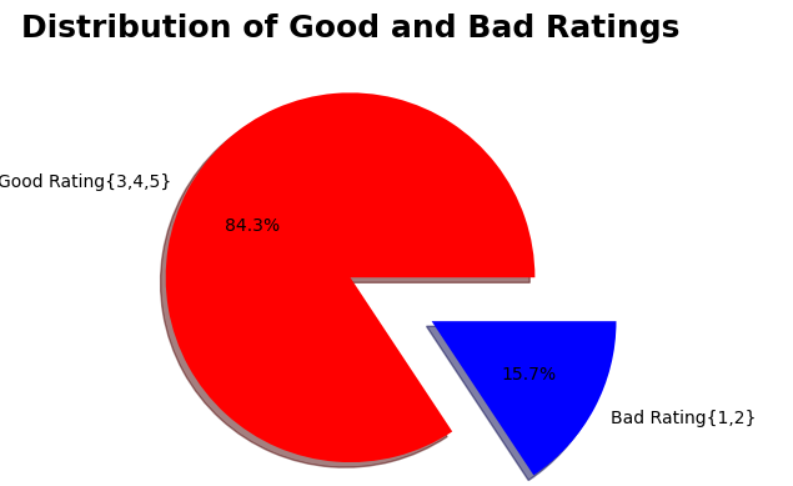 Distribution of Good and Bad Ratings
Good Rating{3,4,5}
84.3%
15.7%
Bad Rating{1,2}